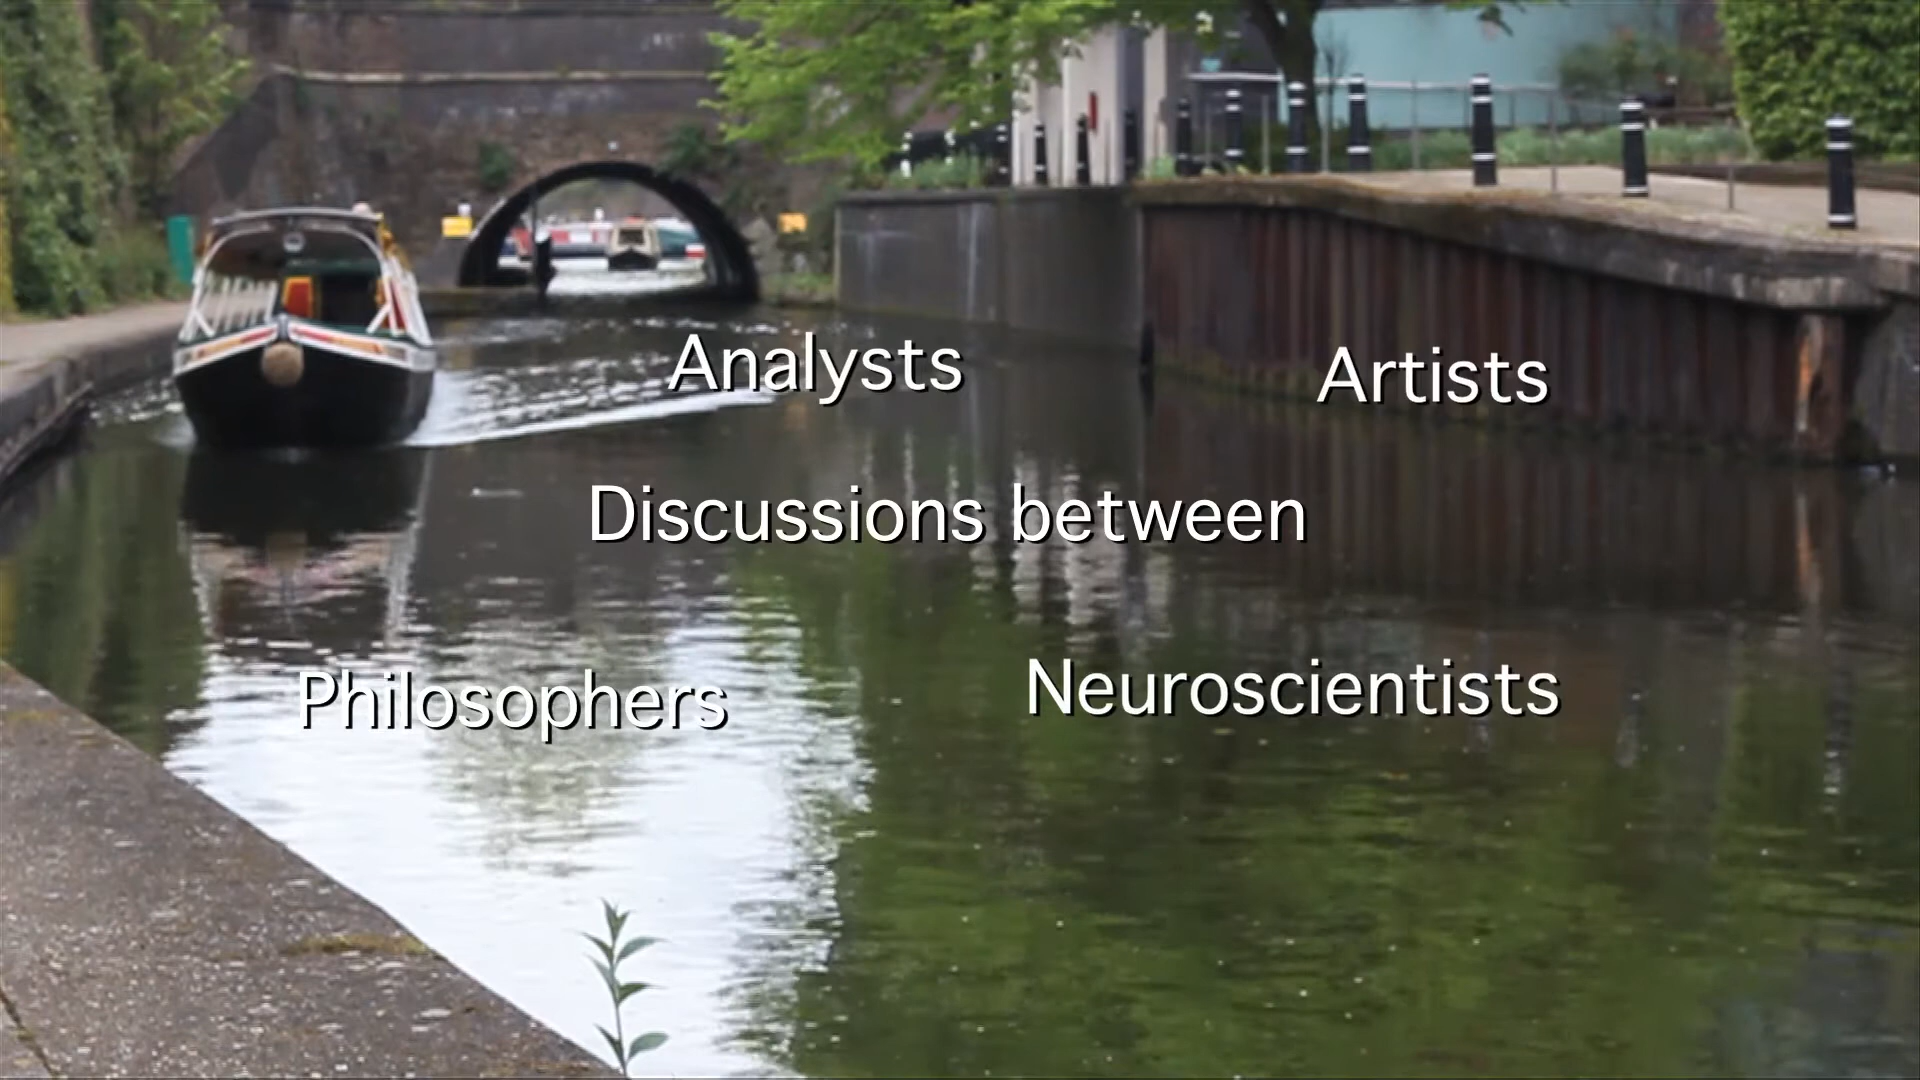 Analysts
Artists
Discussions between
Philosophers
Neuroscientists